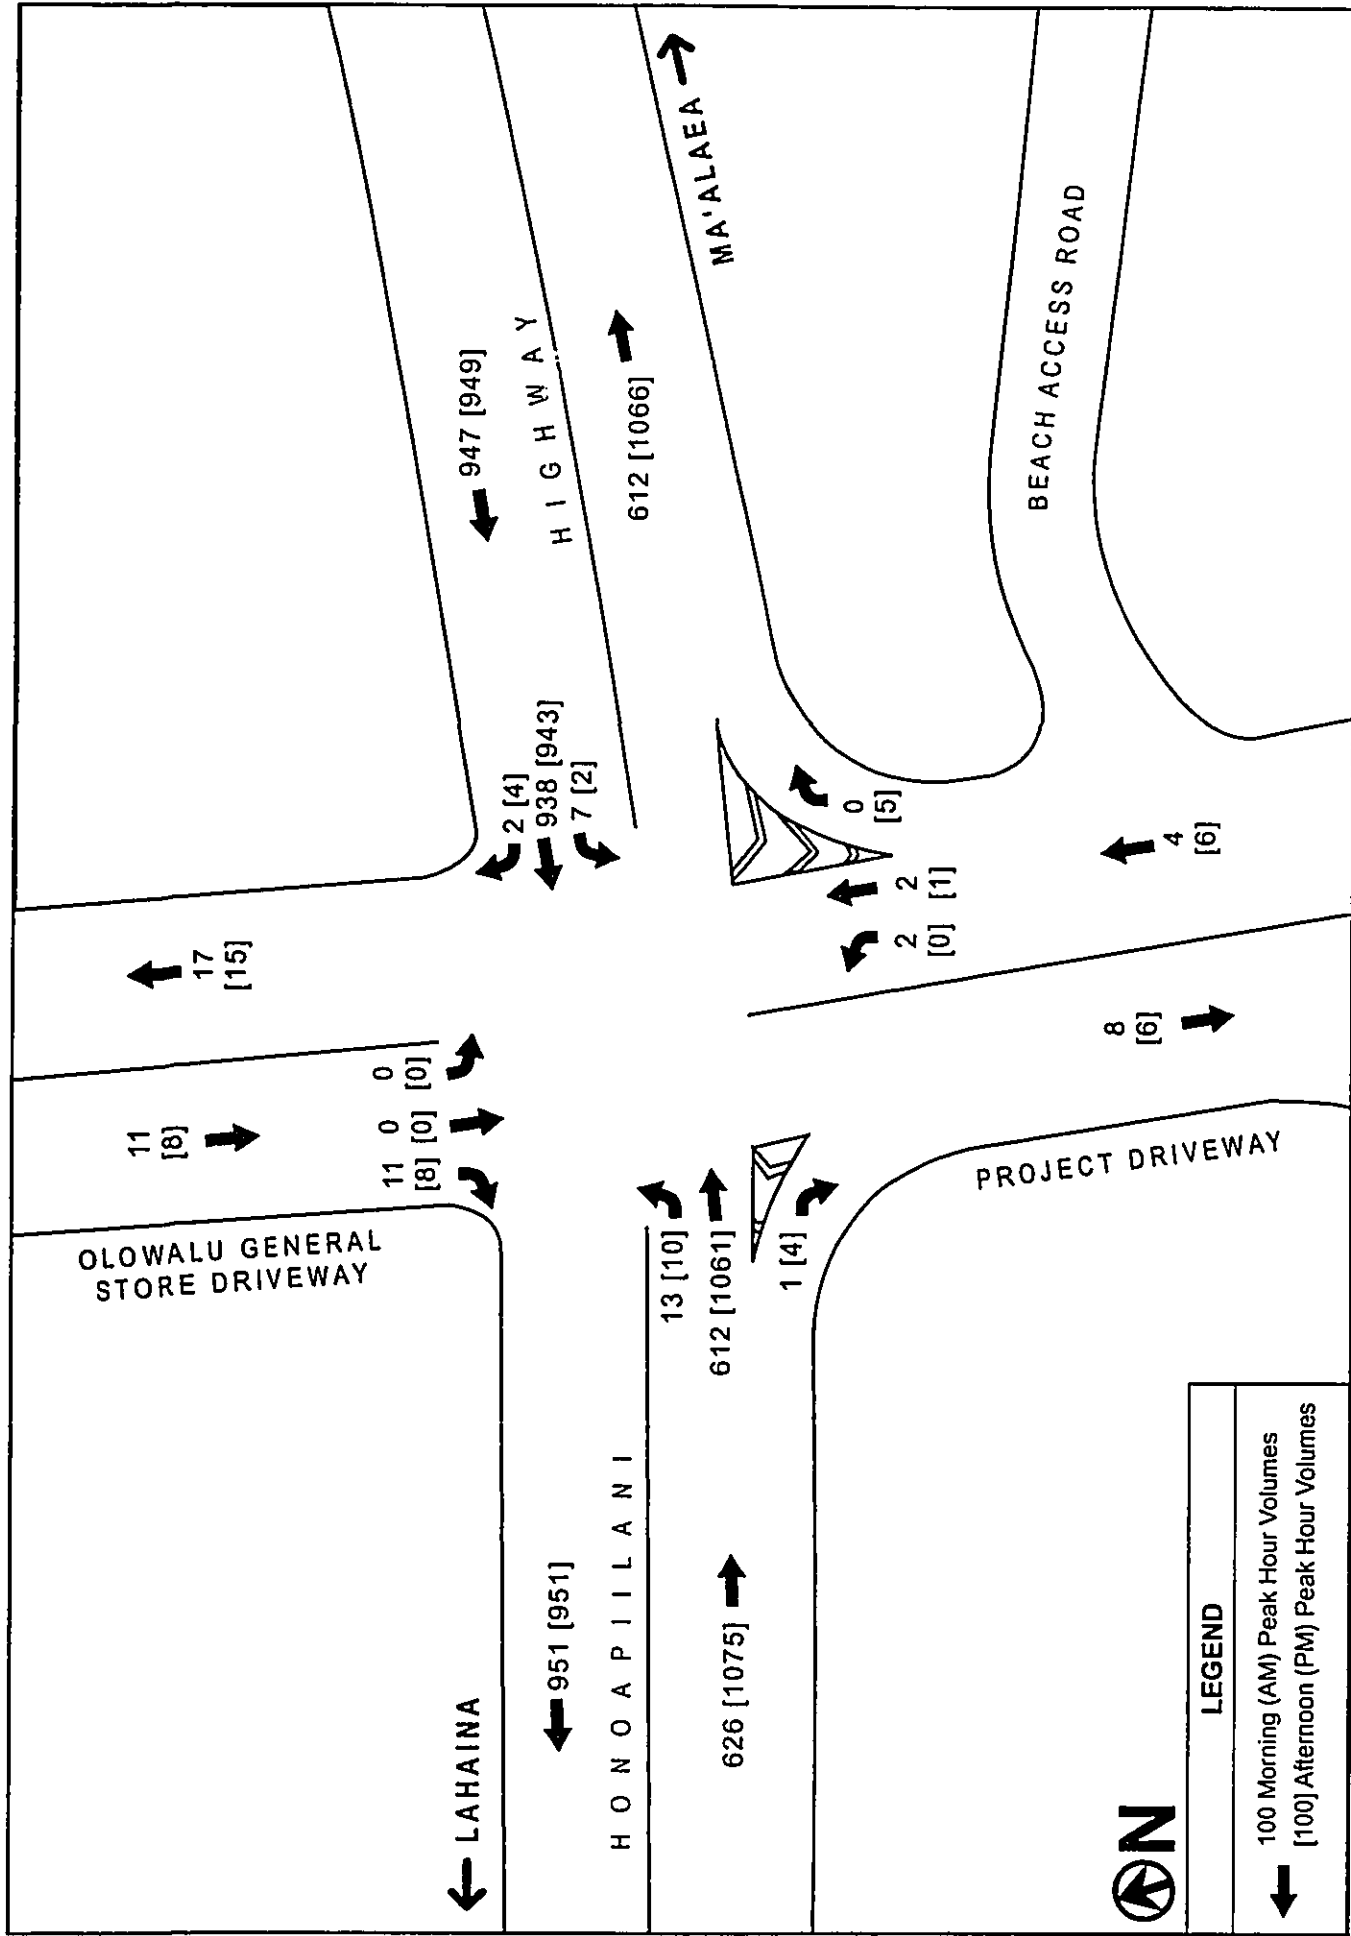 OLOWALU GENERAL
STORE DRIVEWAY
11
[8]
17
[15]
11
[8]
0
[0]
0
[0]
2 [4]
938 [943]
7 [2]
947 [949]
HIGHWAY
612 [1066]
MA'ALAEA
LAHAINA
951 [951]
HONOAPIILANI
626 [1075]
13 [10]
612 [1061]
1 [4]
2
[0]
2
[1]
0
[5]
4
[6]
8
[6]
PROJECT DRIVEWAY
BEACH ACCESS ROAD
N
LEGEND
100 Morning (AM) Peak Hour Volumes
[100] Afternoon (PM) Peak Hour Volumes